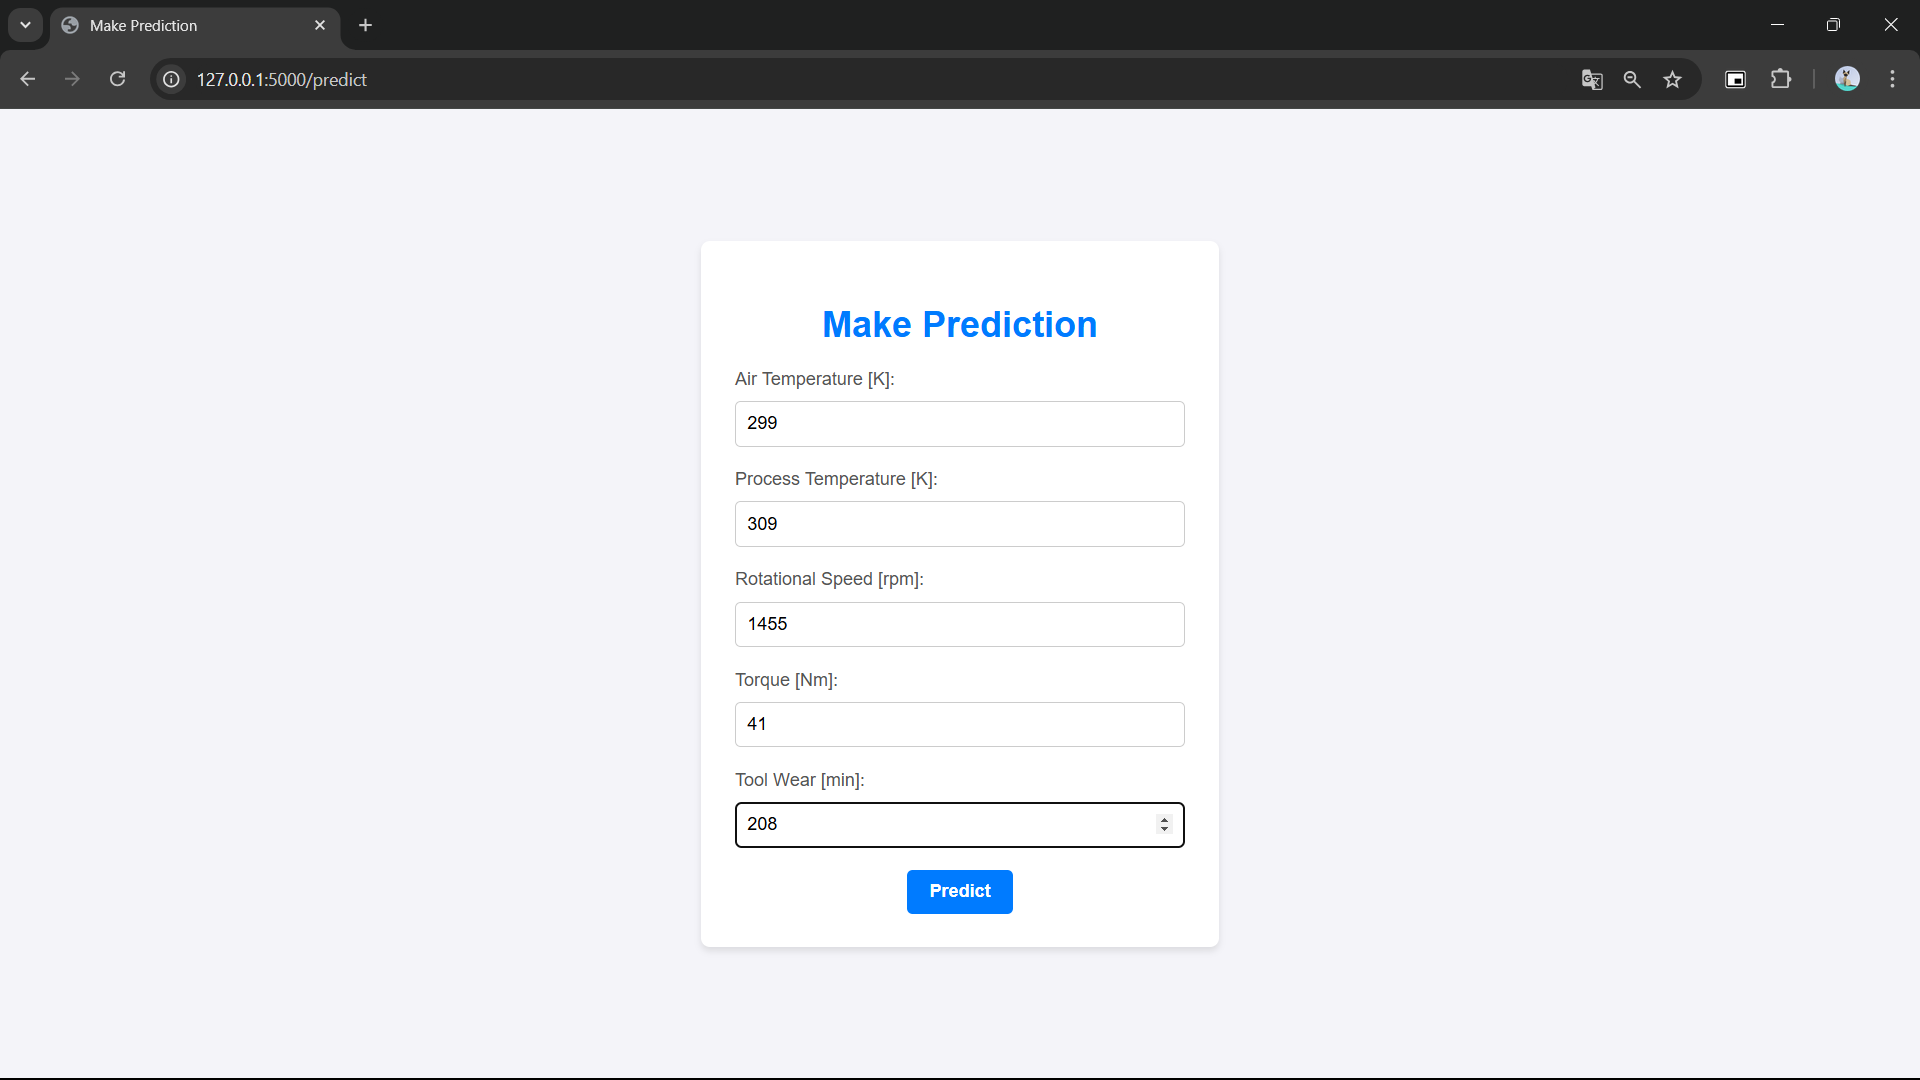 Make Prediction
127.0.0.1:5000/predict
Make Prediction
Air Temperature [K]:
299
Process Temperature [K]:
309
Rotational Speed [rpm]:
1455
Torque [Nm]:
41
Tool Wear [min]:
208
Predict